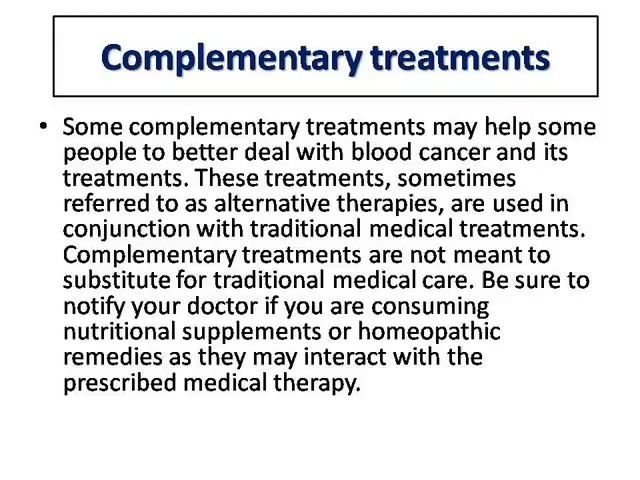 Complementary treatments
• Some complementary treatments may help some
people to better deal with blood cancer and its
treatments. These treatments, sometimes
referred to as alternative therapies, are used in
conjunction with traditional medical treatments.
Complementary treatments are not meant to
substitute for traditional medical care. Be sure to
notify your doctor if you are consuming
nutritional supplements or homeopathic
remedies as they may interact with the
prescribed medical therapy.